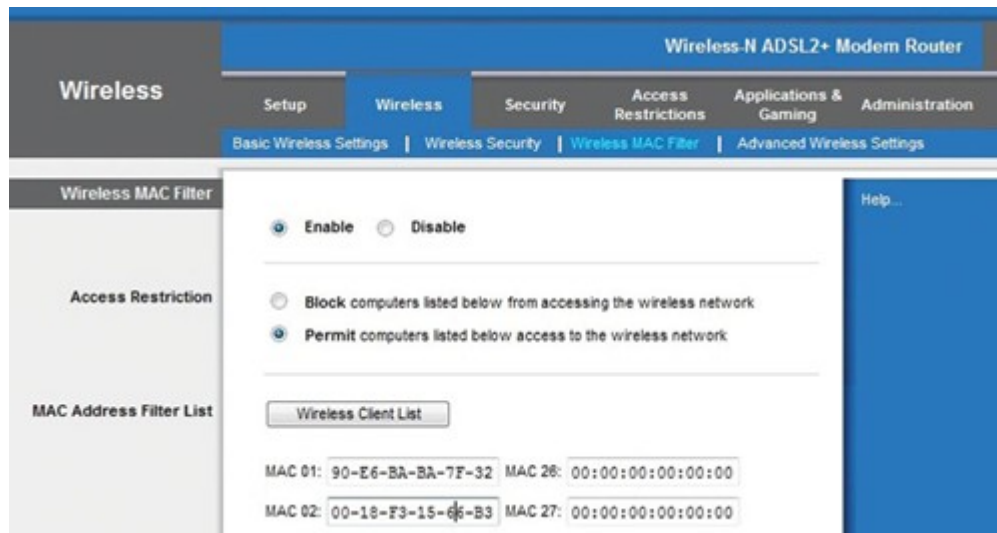 Wireless-N ADSL2+ Modem Router
Wireless
Setup Wireless Security Access Restrictions Applications & Gaming Administration
Basic Wireless Settings | Wireless Security | Wireless MAC Filter | Advanced Wireless Settings
Wireless MAC Filter
Help...
Enable Disable
Access Restriction
Block computers listed below from accessing the wireless network
Permit computers listed below access to the wireless network
MAC Address Filter List
Wireless Client List
MAC 01: 90-E6-BA-BA-7F-32 MAC 26: 00:00:00:00:00:00
MAC 02: 00-18-F3-15-66-B3 MAC 27: 00:00:00:00:00:00